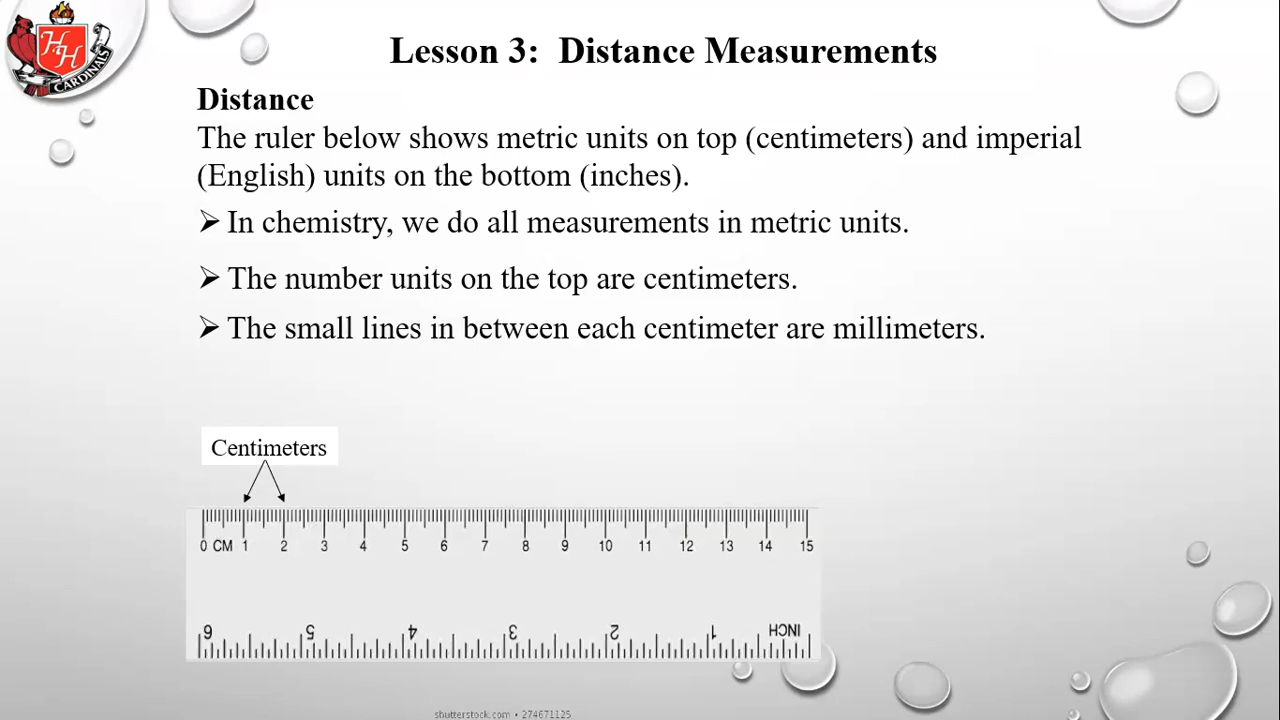 HH
CARDINALS
Lesson 3:  Distance Measurements
Distance
The ruler below shows metric units on top (centimeters) and imperial
(English) units on the bottom (inches).
➢ In chemistry, we do all measurements in metric units.
➢ The number units on the top are centimeters.
➢ The small lines in between each centimeter are millimeters.
Centimeters
0 CM 1 2 3 4 5 6 7 8 9 10 11 12 13 14 15
6 5 4 3 2 1 INCH
shutterstock.com • 274671125